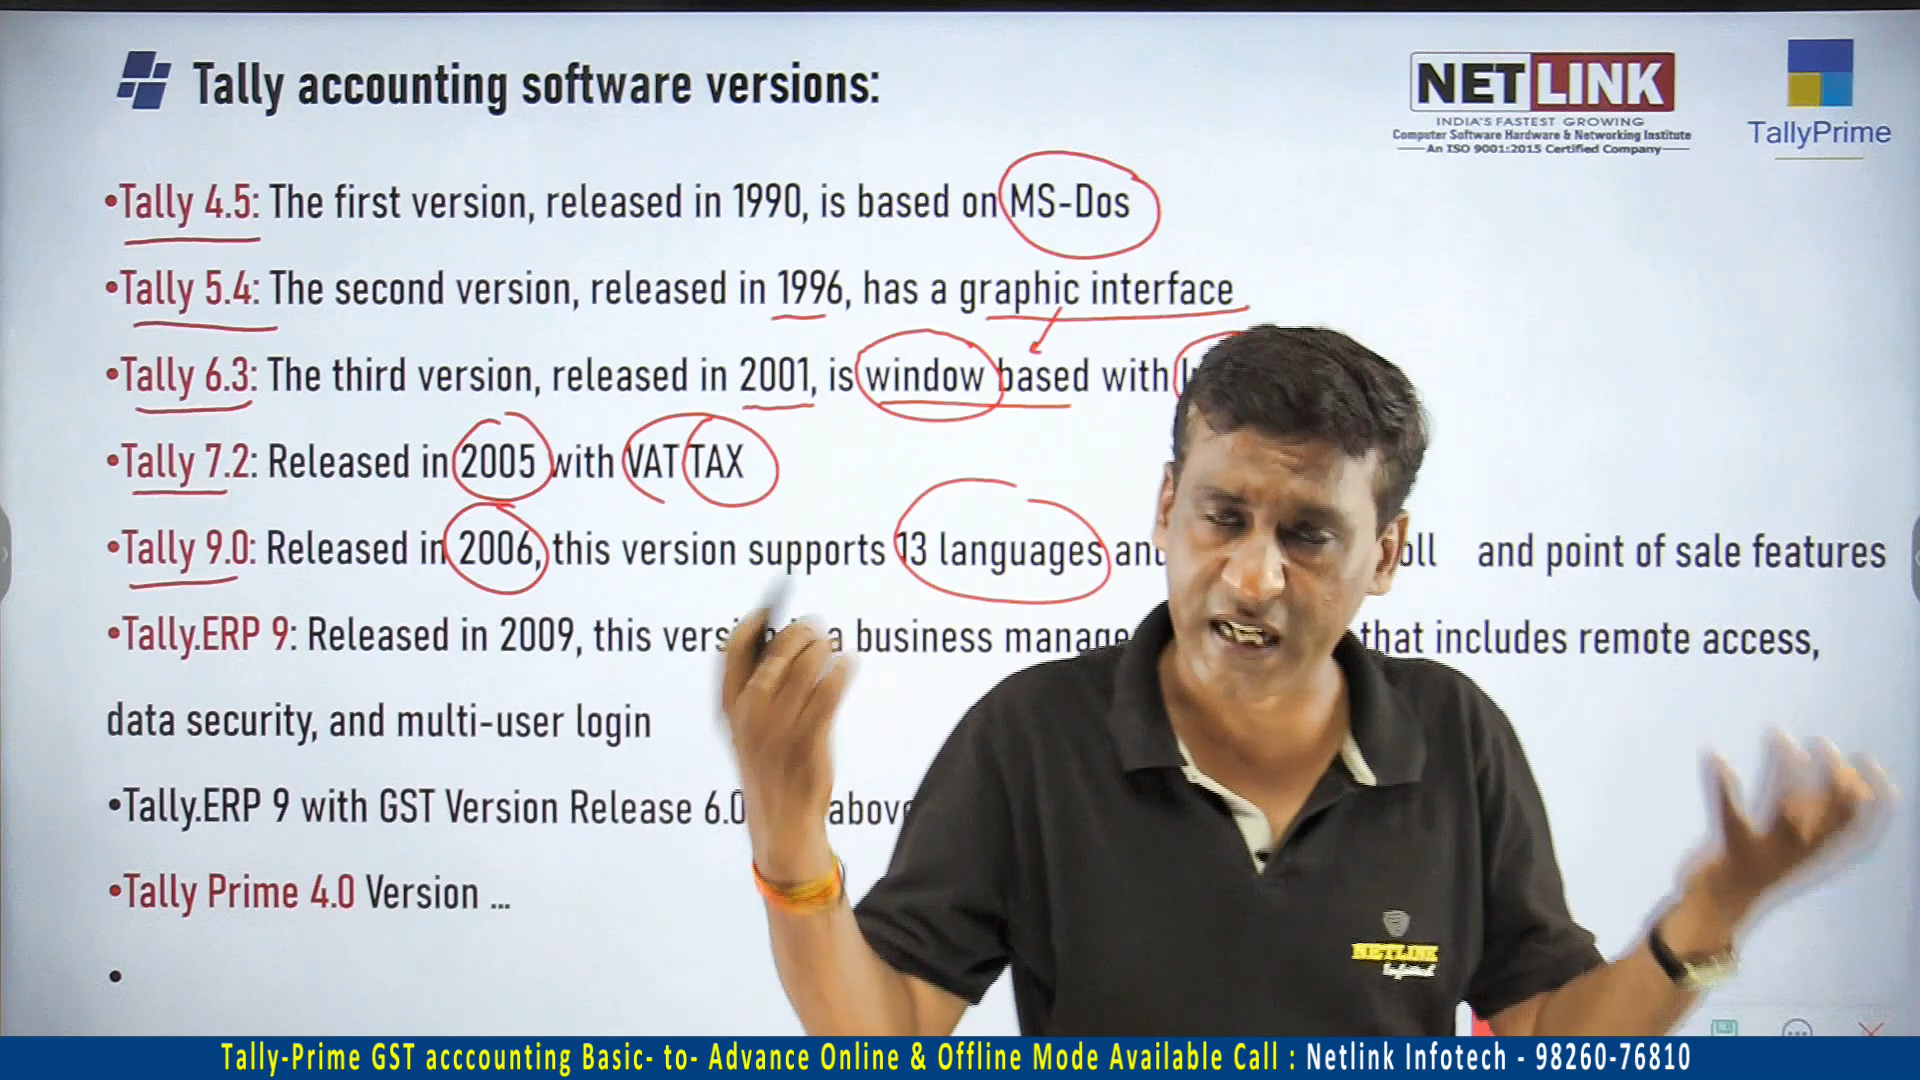 Tally accounting software versions:
NETLINK
INDIA'S FASTEST GROWING
Computer Software Hardware & Networking Institute
An ISO 9001:2015 Certified Company
TallyPrime
•Tally 4.5: The first version, released in 1990, is based on MS-Dos
•Tally 5.4: The second version, released in 1996, has a graphic interface
•Tally 6.3: The third version, released in 2001, is window based with
•Tally 7.2: Released in 2005 with VAT TAX
•Tally 9.0: Released in 2006, this version supports 13 languages and point of sale features
•Tally.ERP 9: Released in 2009, this a business that includes remote access,
data security, and multi-user login
•Tally.ERP 9 with GST Version Release 6.0
•Tally Prime 4.0 Version ...
•
NETLINK
Infotech
Tally-Prime GST acccounting Basic- to- Advance Online & Offline Mode Available Call : Netlink Infotech - 98260-76810